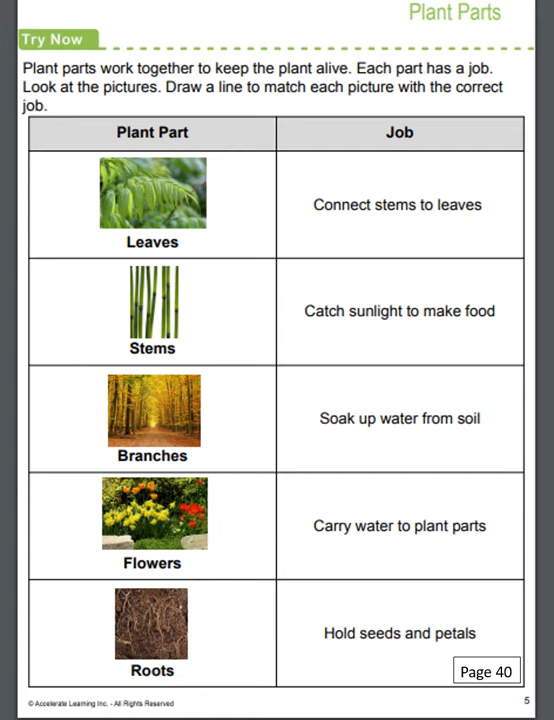 Plant Parts
Try Now
Plant parts work together to keep the plant alive. Each part has a job.
Look at the pictures. Draw a line to match each picture with the correct
job.
Plant Part
Job
Leaves
Connect stems to leaves
Stems
Catch sunlight to make food
Branches
Soak up water from soil
Flowers
Carry water to plant parts
Roots
Hold seeds and petals
Page 40
© Accelerate Learning Inc. - All Rights Reserved
5